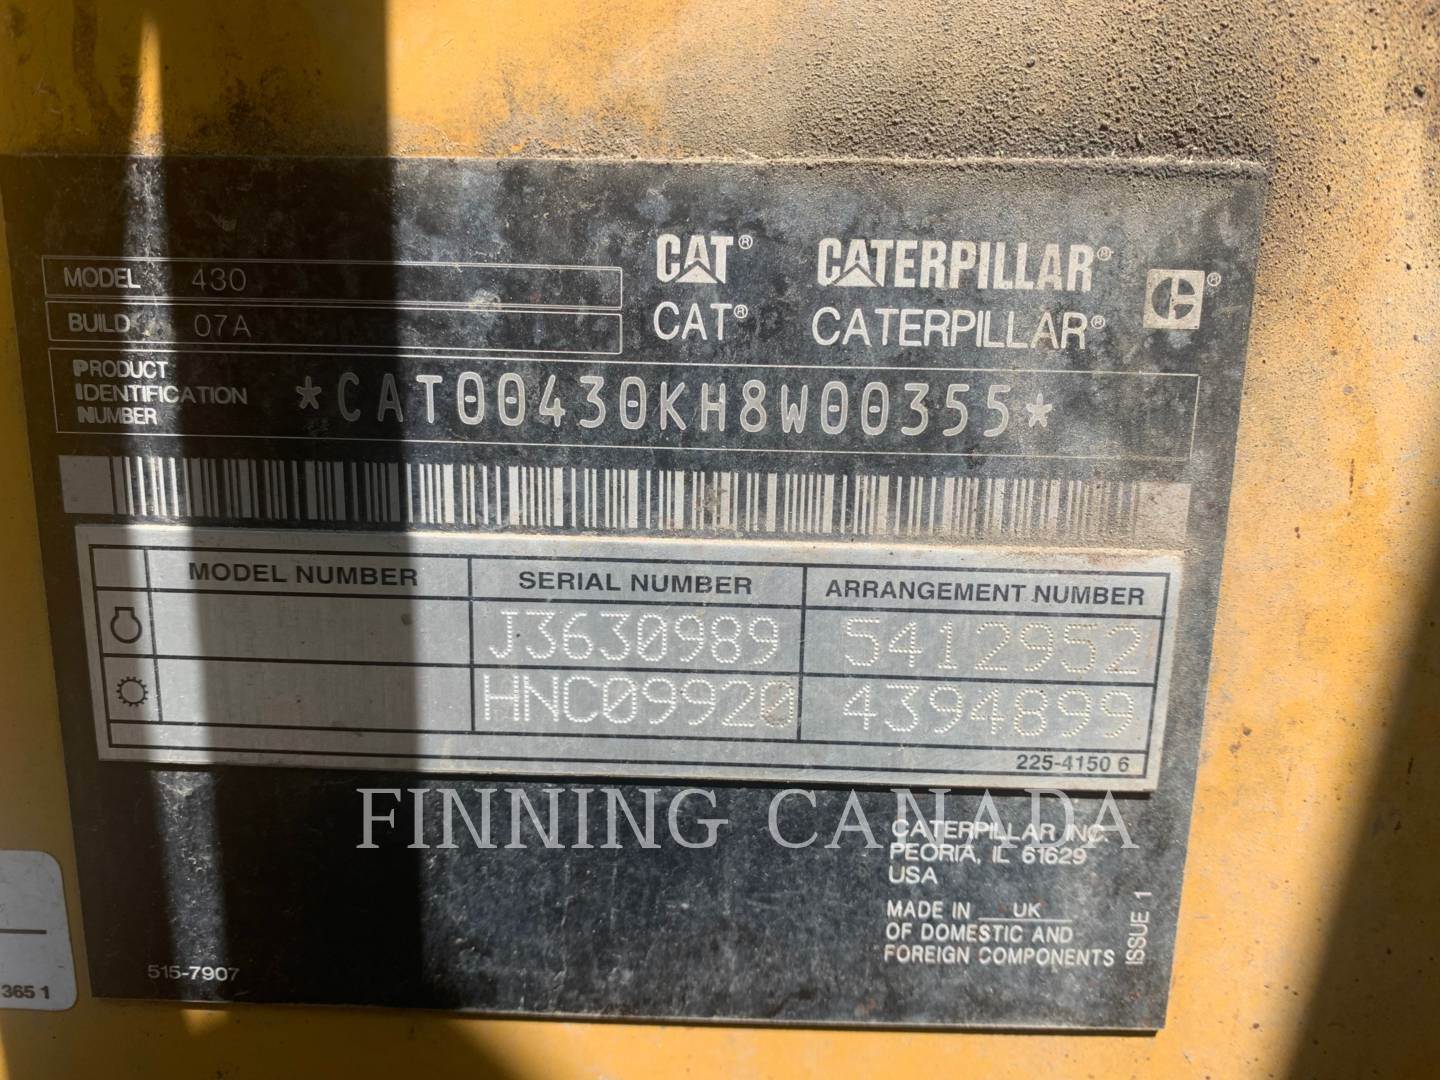 MODEL 430
BUILD 07A
CAT® CATERPILLAR®
CAT® CATERPILLAR®
PRODUCT
IDENTIFICATION
NUMBER
*CAT00430KH8W00355*
MODEL NUMBER SERIAL NUMBER ARRANGEMENT NUMBER
J3630989 5412952
HNC09920 4394899
225-4150 6
FINNING CANADA
CATERPILLAR INC.
PEORIA, IL 61629
USA
MADE IN UK
OF DOMESTIC AND
FOREIGN COMPONENTS
ISSUE 1
515-7907
365 1